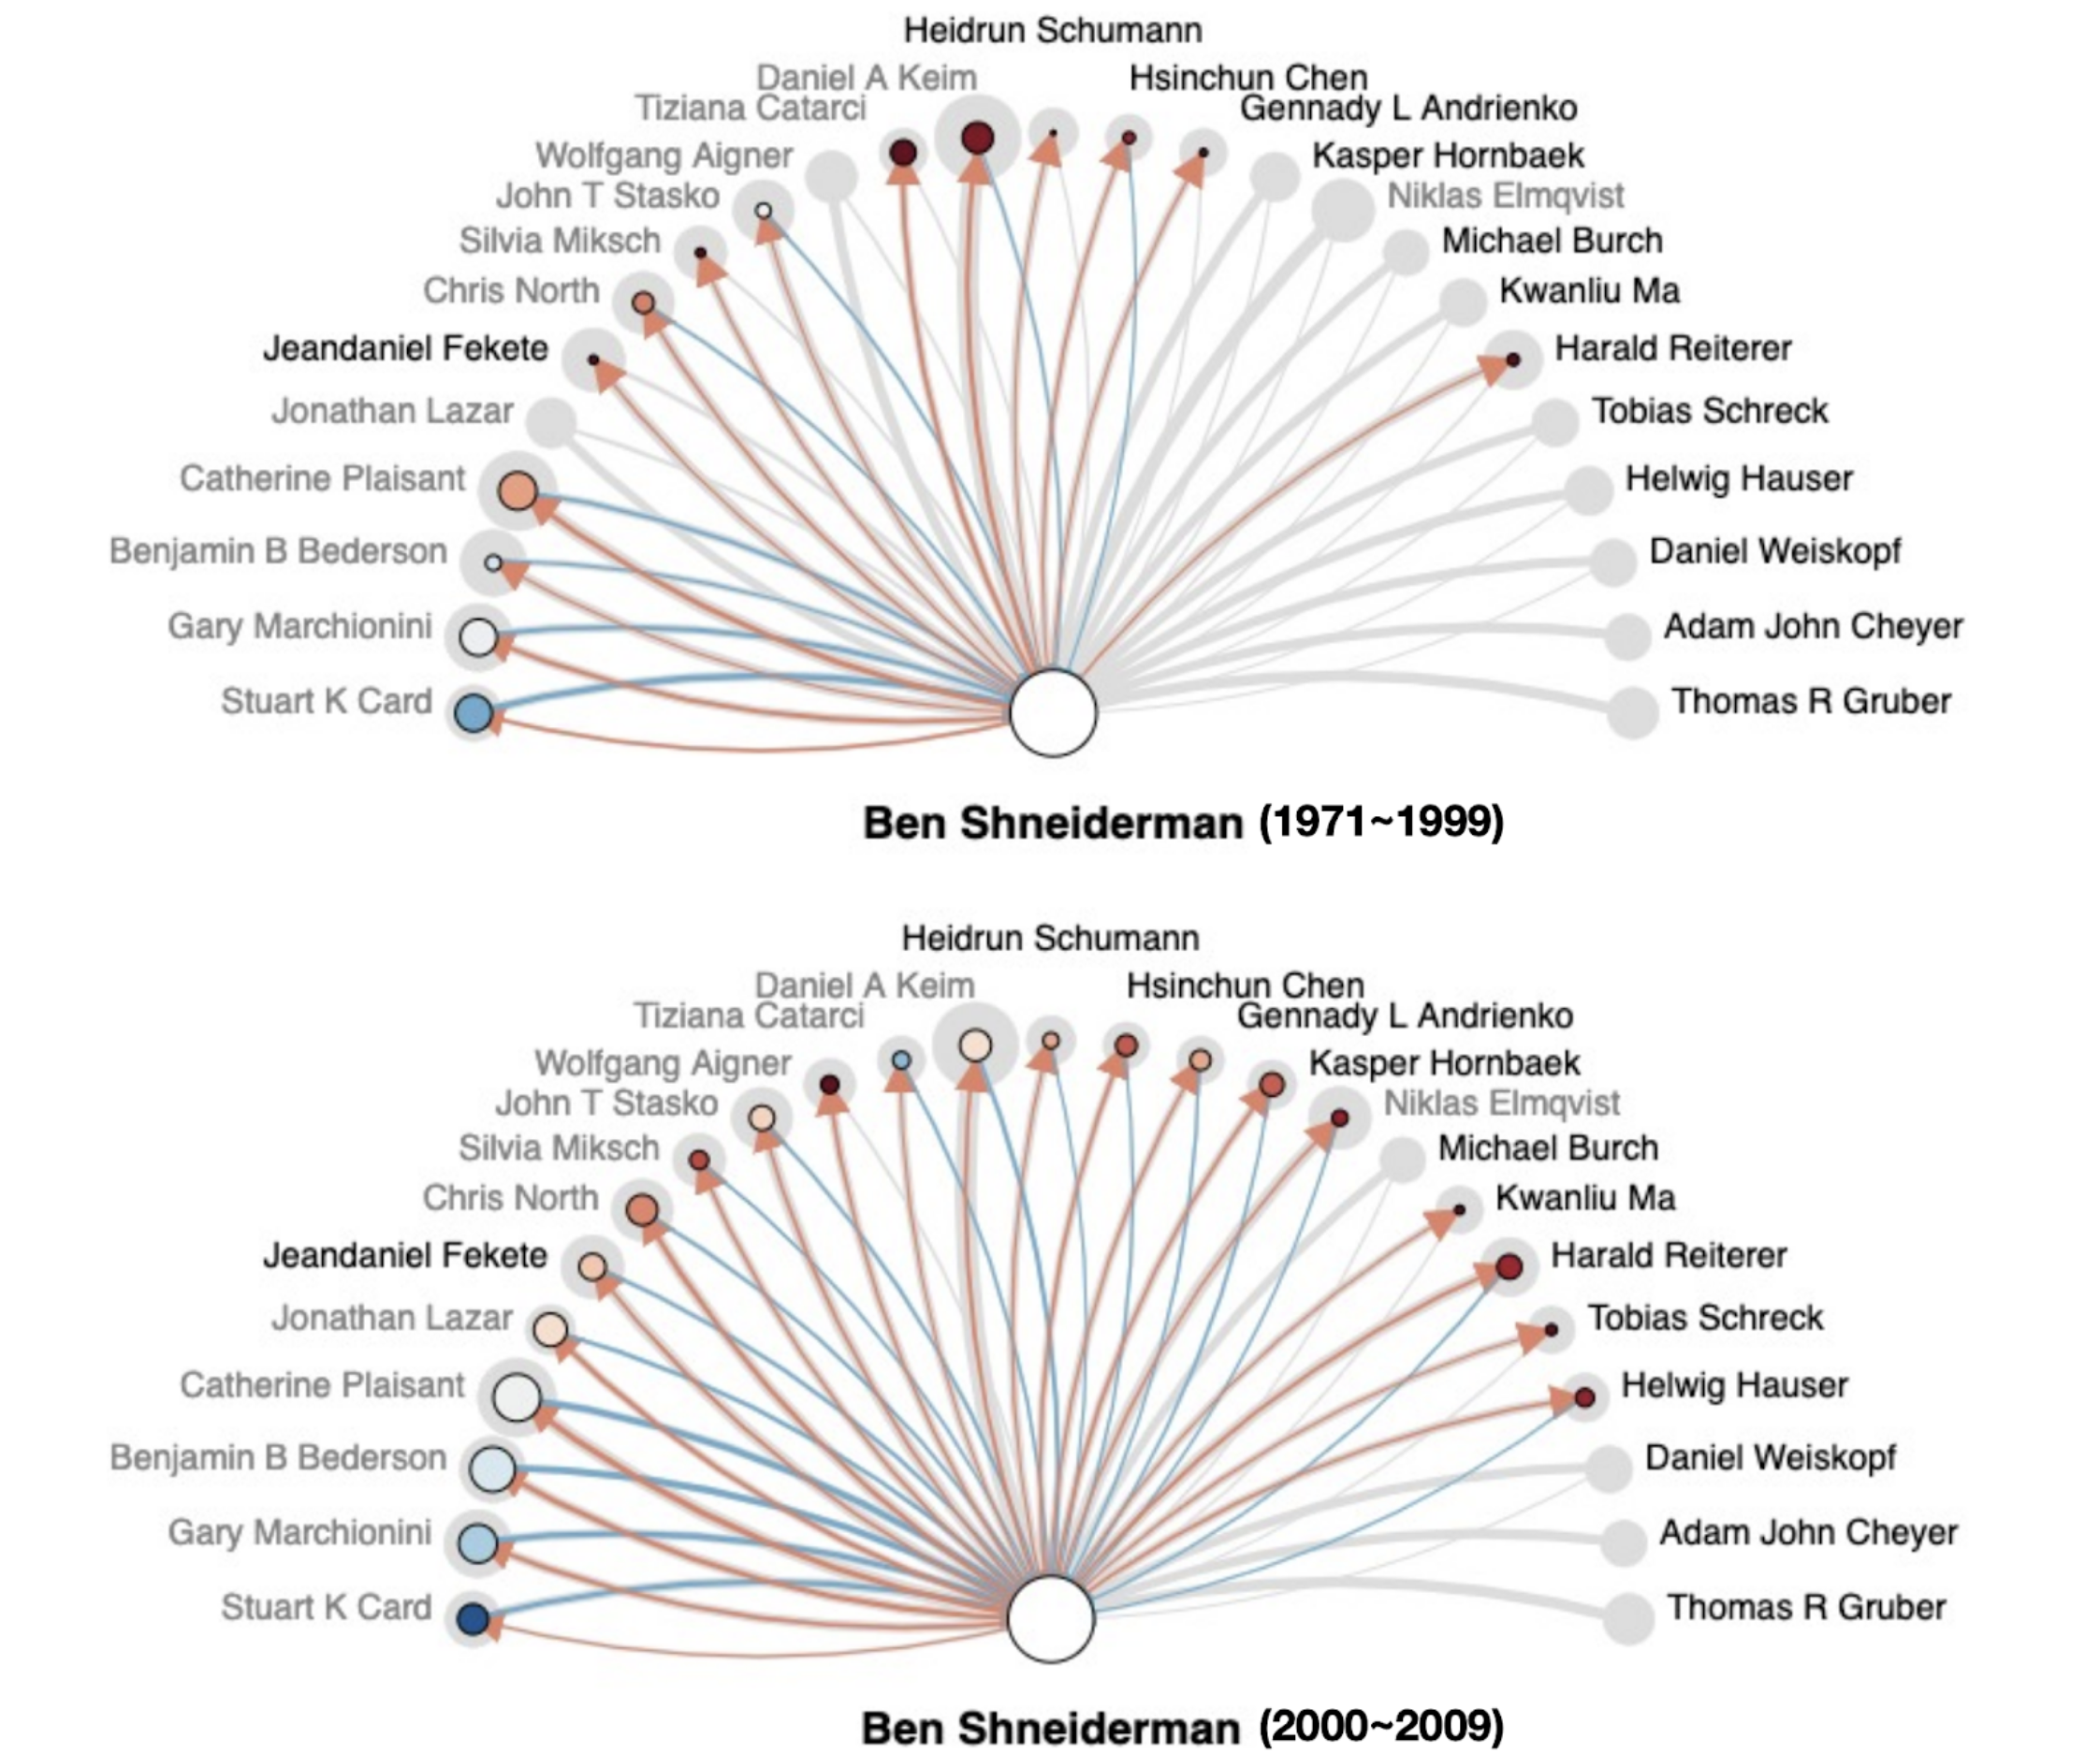 Heidrun Schumann
Daniel A Keim
Hsinchun Chen
Tiziana Catarci
Gennady L Andrienko
Wolfgang Aigner
Kasper Hornbaek
John T Stasko
Niklas Elmqvist
Silvia Miksch
Michael Burch
Chris North
Kwanliu Ma
Jeandaniel Fekete
Harald Reiterer
Jonathan Lazar
Tobias Schreck
Catherine Plaisant
Helwig Hauser
Benjamin B Bederson
Daniel Weiskopf
Gary Marchionini
Adam John Cheyer
Stuart K Card
Thomas R Gruber
Ben Shneiderman (1971~1999)
Heidrun Schumann
Daniel A Keim
Hsinchun Chen
Tiziana Catarci
Gennady L Andrienko
Wolfgang Aigner
Kasper Hornbaek
John T Stasko
Niklas Elmqvist
Silvia Miksch
Michael Burch
Chris North
Kwanliu Ma
Jeandaniel Fekete
Harald Reiterer
Jonathan Lazar
Tobias Schreck
Catherine Plaisant
Helwig Hauser
Benjamin B Bederson
Daniel Weiskopf
Gary Marchionini
Adam John Cheyer
Stuart K Card
Thomas R Gruber
Ben Shneiderman (2000~2009)